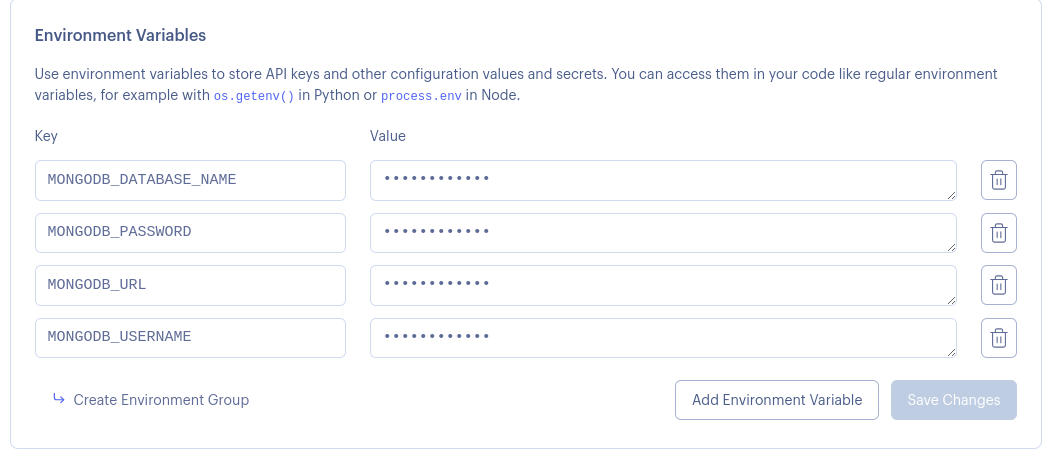 Environment Variables
Use environment variables to store API keys and other configuration values and secrets. You can access them in your code like regular environment
variables, for example with os.getenv() in Python or process.env in Node.
Key Value
MONGODB_DATABASE_NAME ••••••••••••
MONGODB_PASSWORD ••••••••••••
MONGODB_URL ••••••••••••
MONGODB_USERNAME ••••••••••••
Create Environment Group Add Environment Variable Save Changes